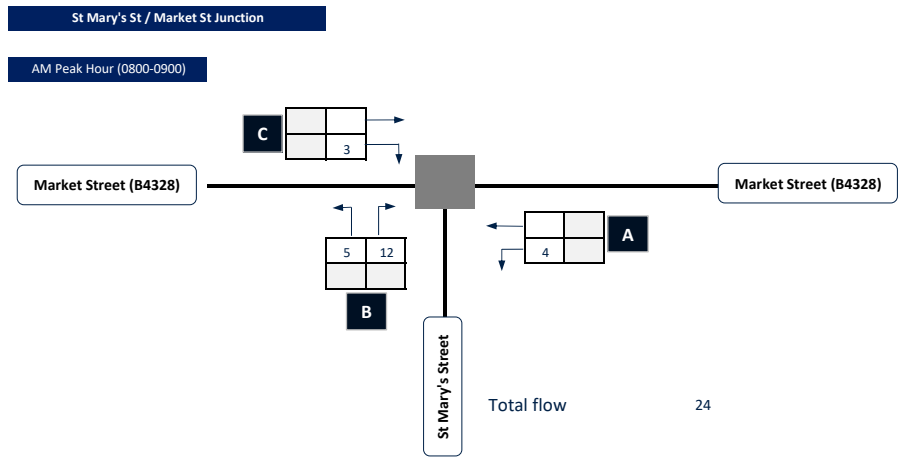 St Mary's St / Market St Junction
AM Peak Hour (0800-0900)
C
3
Market Street (B4328)
Market Street (B4328)
5 12
B
4
A
St Mary's Street
Total flow 24